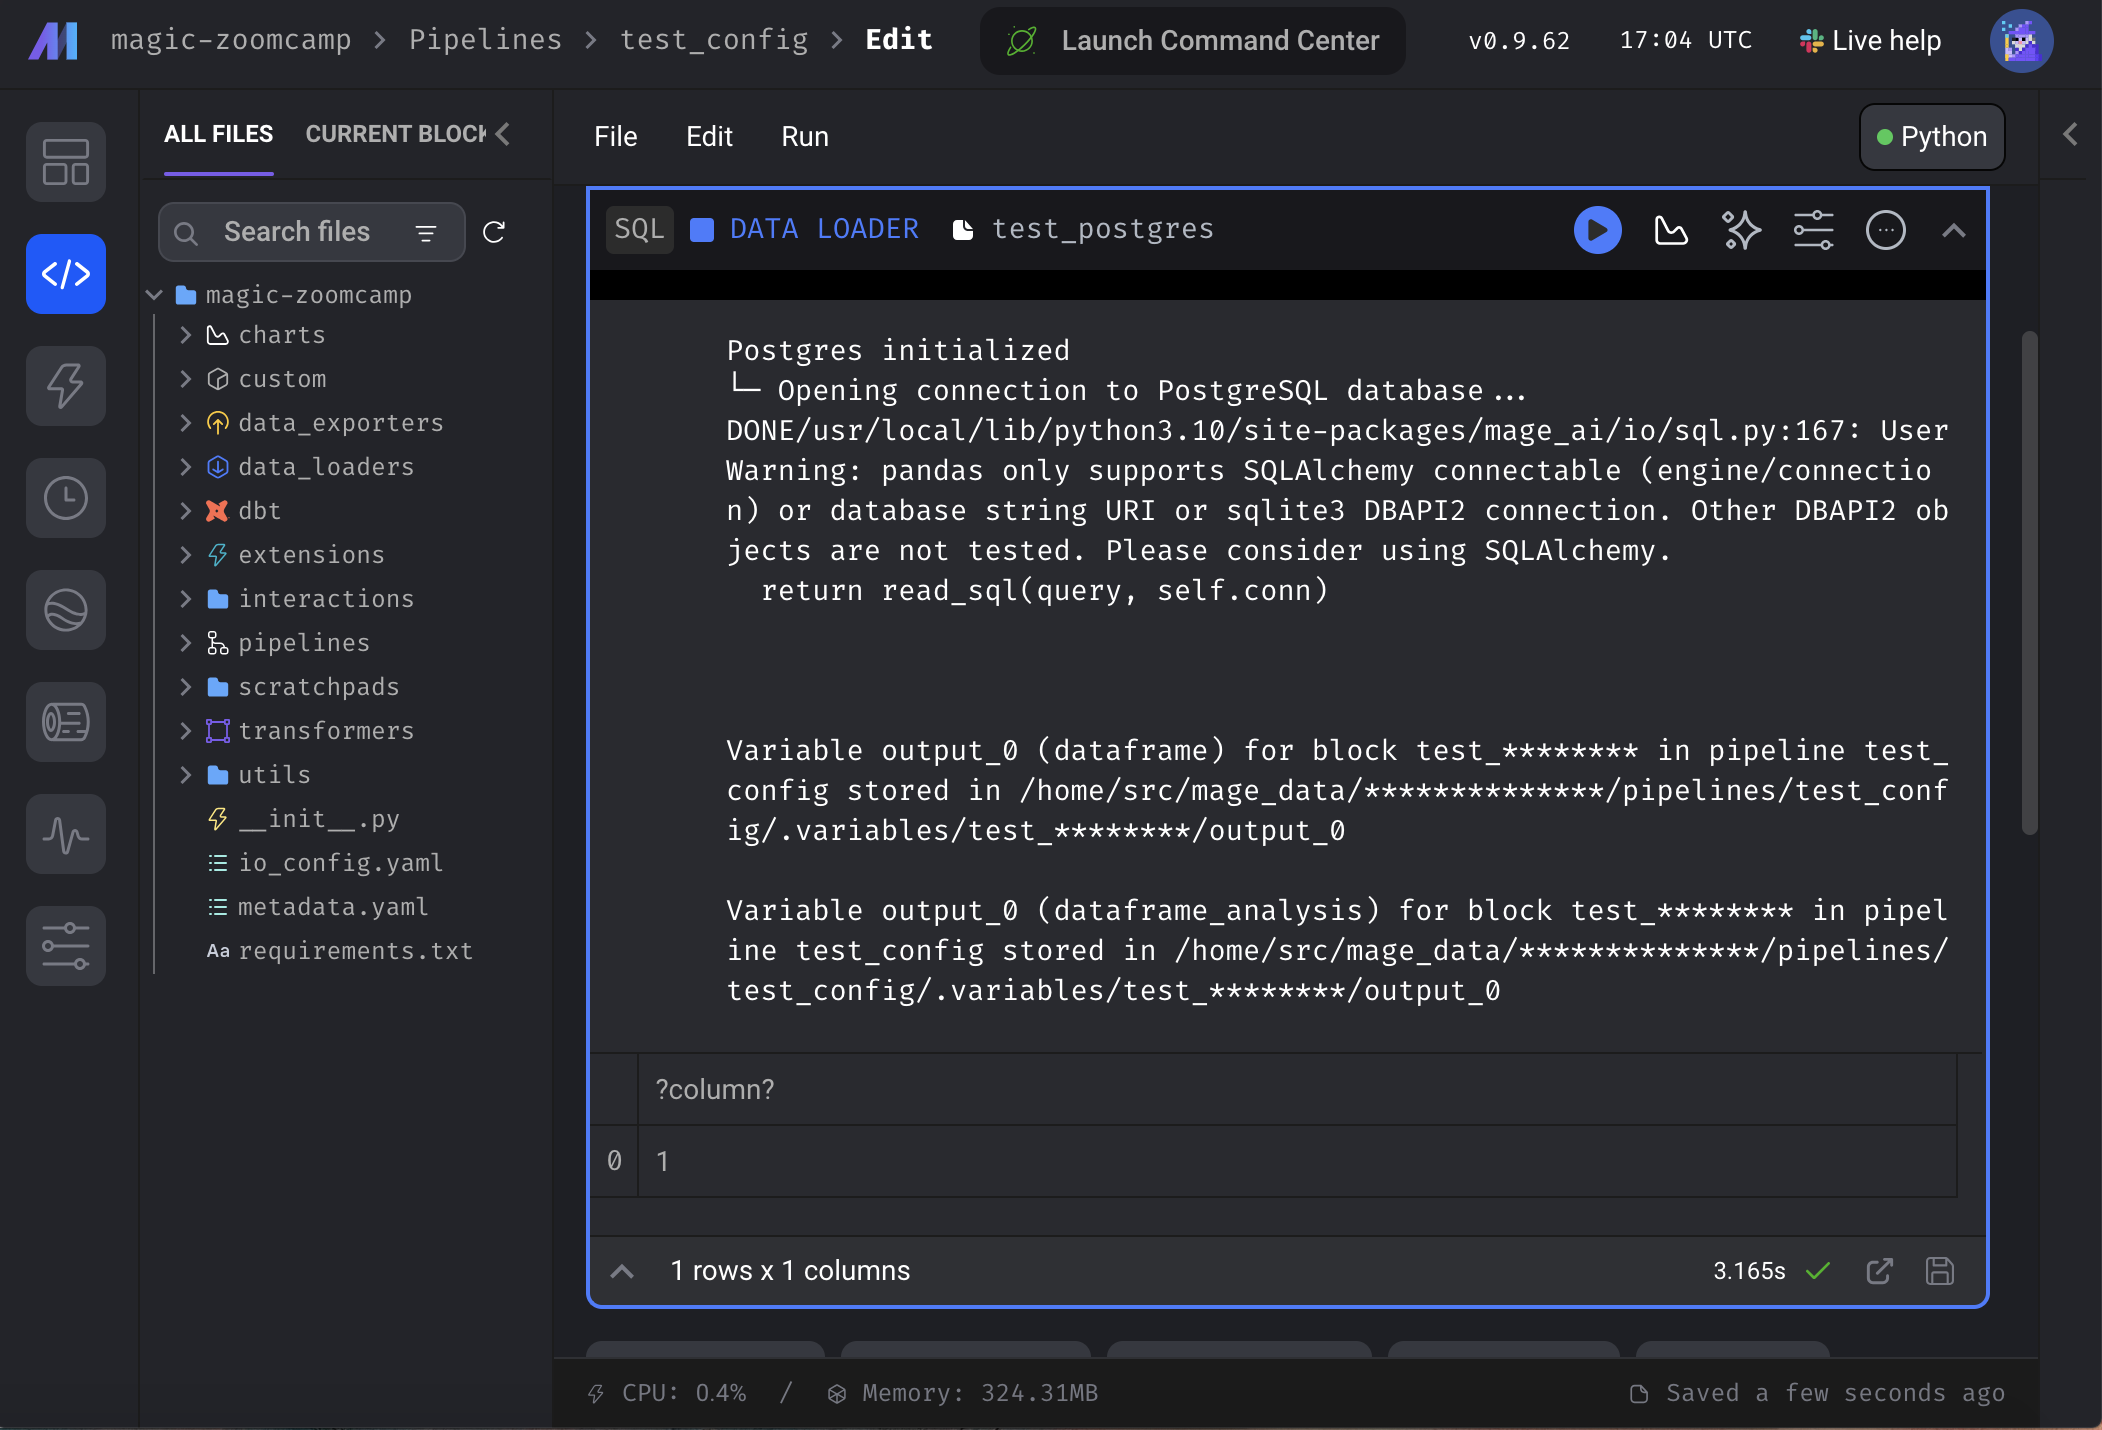 magic-zoomcamp > Pipelines > test_config > Edit
Launch Command Center
v0.9.62
17:04 UTC
Live help
ALL FILES
CURRENT BLOCK
File
Edit
Run
Python
Search files
magic-zoomcamp
charts
custom
data_exporters
data_loaders
dbt
extensions
interactions
pipelines
scratchpads
transformers
utils
__init__.py
io_config.yaml
metadata.yaml
Aa requirements.txt
SQL DATA LOADER test_postgres
Postgres initialized
└─ Opening connection to PostgreSQL database...
DONE/usr/local/lib/python3.10/site-packages/mage_ai/io/sql.py:167: User
Warning: pandas only supports SQLAlchemy connectable (engine/connectio
n) or database string URI or sqlite3 DBAPI2 connection. Other DBAPI2 ob
jects are not tested. Please consider using SQLAlchemy.
return read_sql(query, self.conn)
Variable output_0 (dataframe) for block test_******** in pipeline test_
config stored in /home/src/mage_data/**************/pipelines/test_conf
ig/.variables/test_********/output_0
Variable output_0 (dataframe_analysis) for block test_******** in pipel
ine test_config stored in /home/src/mage_data/**************/pipelines/
test_config/.variables/test_********/output_0
?column?
0 1
1 rows x 1 columns
3.165s
CPU: 0.4% / Memory: 324.31MB
Saved a few seconds ago